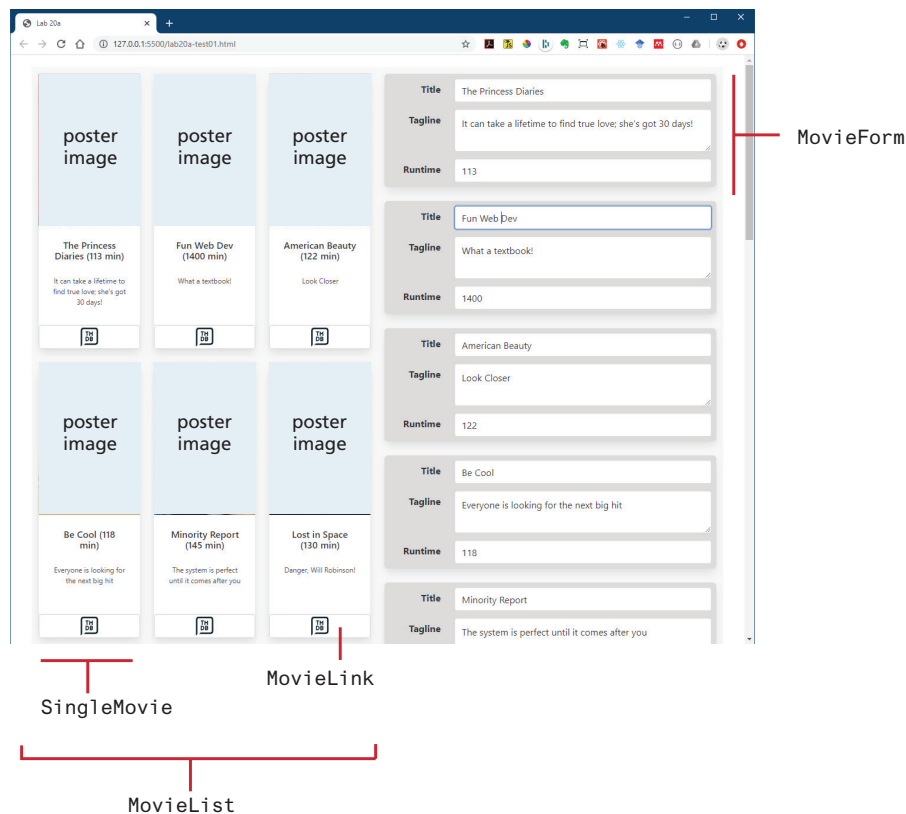 Lab 20a
127.0.0.1:5500/lab20a-test01.html
poster
image
The Princess
Diaries (113 min)
It can take a lifetime to
find true love; she's got
30 days!
TM
DB
poster
image
Fun Web Dev
(1400 min)
What a textbook!
TM
DB
poster
image
American Beauty
(122 min)
Look Closer
TM
DB
poster
image
Be Cool (118
min)
Everyone is looking for
the next big hit
TM
DB
poster
image
Minority Report
(145 min)
The system is perfect
until it comes after you
TM
DB
poster
image
Lost in Space
(130 min)
Danger, Will Robinson!
TM
DB
Title The Princess Diaries
Tagline It can take a lifetime to find true love; she's got 30 days!
Runtime 113
Title Fun Web Dev
Tagline What a textbook!
Runtime 1400
Title American Beauty
Tagline Look Closer
Runtime 122
Title Be Cool
Tagline Everyone is looking for the next big hit
Runtime 118
Title Minority Report
Tagline The system is perfect until it comes after you
MovieForm
MovieLink
SingleMovie
MovieList